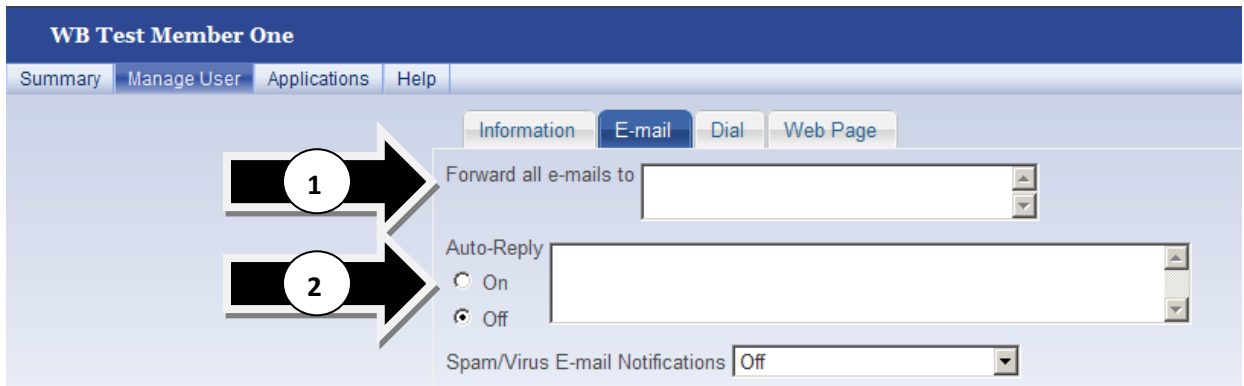 WB Test Member One
Summary Manage User Applications Help
Information E-mail Dial Web Page
1
Forward all e-mails to
Auto-Reply
2
On
Off
Spam/Virus E-mail Notifications Off